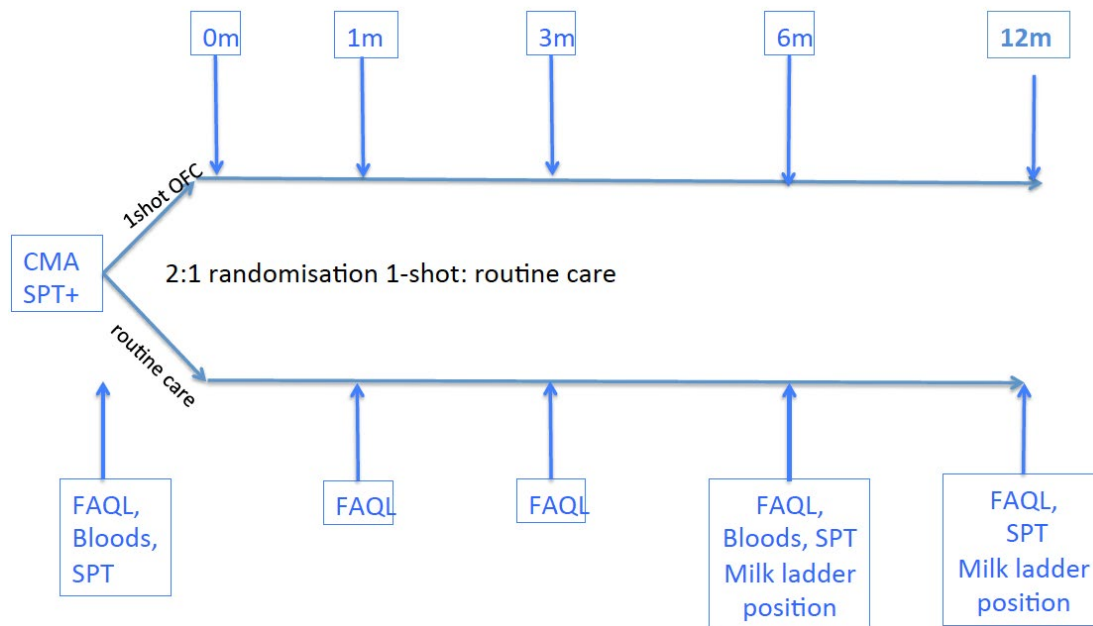 0m
1m
3m
6m
12m
1shot OFC
CMA
SPT+
2:1 randomisation 1-shot: routine care
routine care
FAQL,
Bloods,
SPT
FAQL
FAQL
FAQL,
Bloods, SPT
Milk ladder
position
FAQL,
SPT
Milk ladder
position